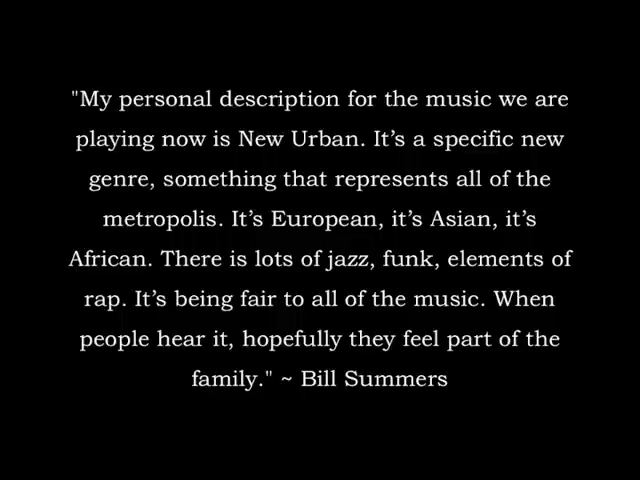 "My personal description for the music we are
playing now is New Urban. It’s a specific new
genre, something that represents all of the
metropolis. It’s European, it’s Asian, it’s
African. There is lots of jazz, funk, elements of
rap. It’s being fair to all of the music. When
people hear it, hopefully they feel part of the
family." ~ Bill Summers